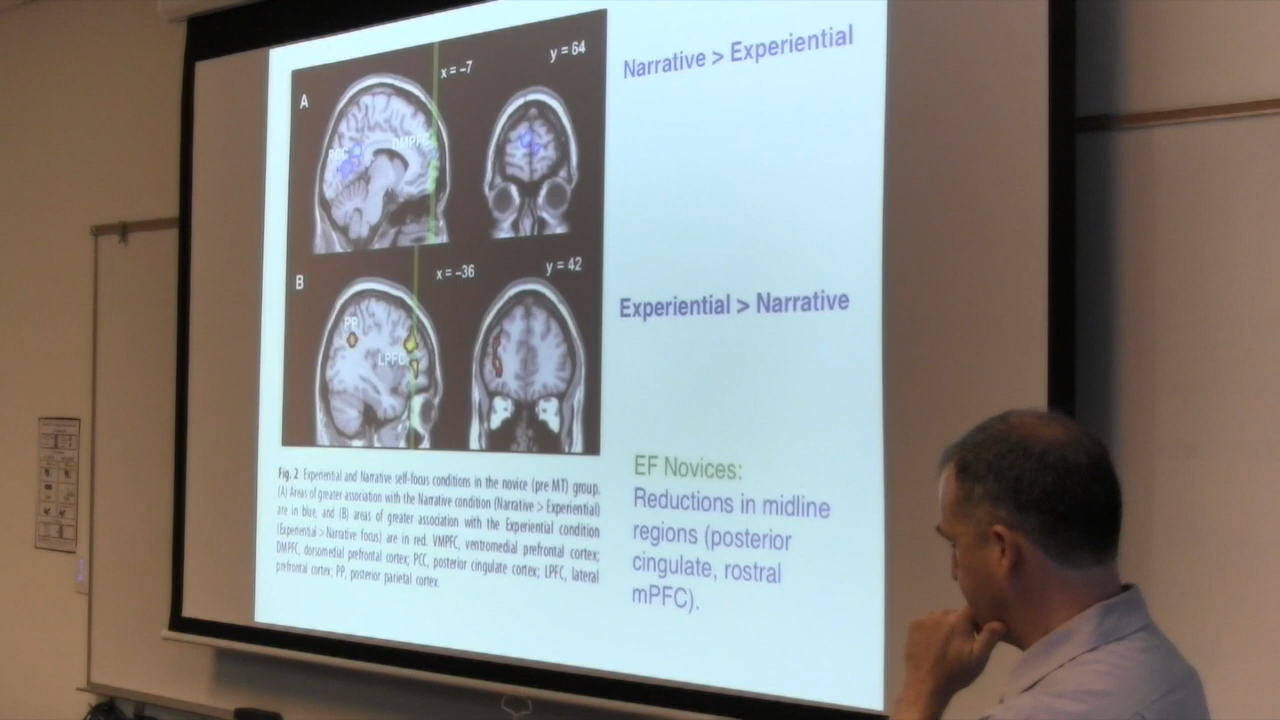 Narrative > Experiential
A
x = –7
y = 64
PCC
DMPFC
B
x = –36
y = 42
PP
LPFC
Experiential > Narrative
Fig. 2 Experiential and Narrative self-focus conditions in the novice (pre MT) group.
(A) Areas of greater association with the Narrative condition (Narrative > Experiential)
are in blue, and (B) areas of greater association with the Experiential condition
(Experiential > Narrative focus) are in red. VMPFC, ventromedial prefrontal cortex;
DMPFC, dorsomedial prefrontal cortex; PCC, posterior cingulate cortex; LPFC, lateral
prefrontal cortex; PP, posterior parietal cortex.
EF Novices:
Reductions in midline
regions (posterior
cingulate, rostral
mPFC).